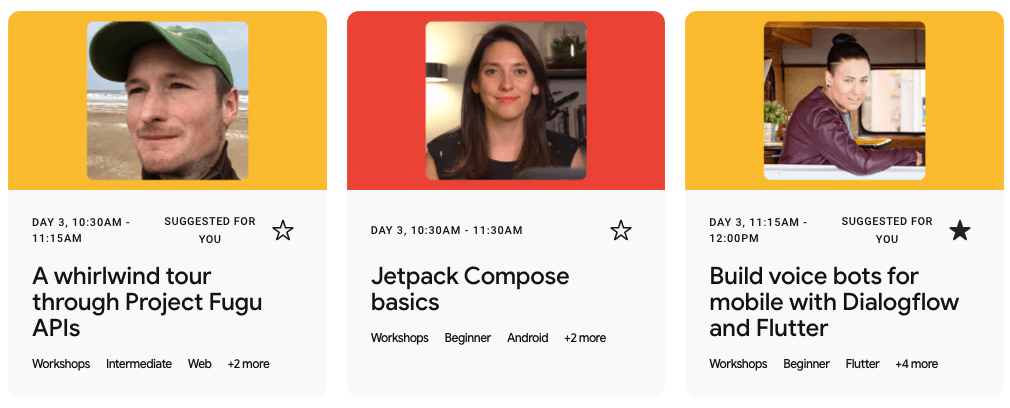 DAY 3, 10:30AM -
11:15AM
SUGGESTED FOR
YOU
A whirlwind tour
through Project Fugu
APIs
Workshops Intermediate Web +2 more
DAY 3, 10:30AM - 11:30AM
Jetpack Compose
basics
Workshops Beginner Android +2 more
DAY 3, 11:15AM -
12:00PM
SUGGESTED FOR
YOU
Build voice bots for
mobile with Dialogflow
and Flutter
Workshops Beginner Flutter +4 more